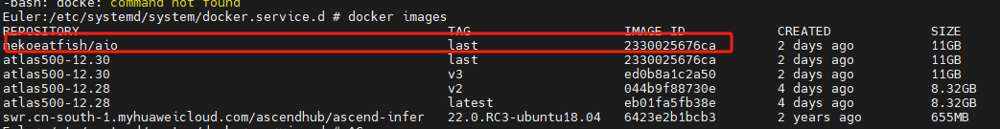 -bash: docke: command not found
Euler:/etc/systemd/system/docker.service.d # docker images
REPOSITORY TAG IMAGE ID CREATED SIZE
nekoeatfish/aio last 2330025676ca 2 days ago 11GB
atlas500-12.30 last 2330025676ca 2 days ago 11GB
atlas500-12.30 v3 ed0b8a1c2a50 2 days ago 11GB
atlas500-12.28 v2 044b9f88730e 4 days ago 8.32GB
atlas500-12.28 latest eb01fa5fb38e 4 days ago 8.32GB
swr.cn-south-1.myhuaweicloud.com/ascendhub/ascend-infer 22.0.RC3-ubuntu18.04 6423e2b1bcb3 2 years ago 655MB